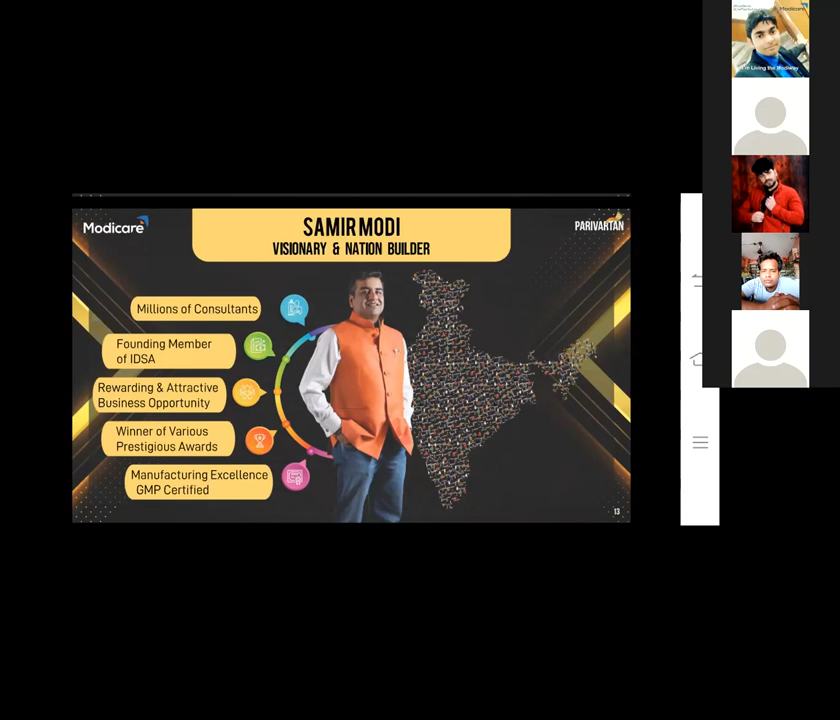 Modicare
I'm Living the Modiway
SAMIR MODI
VISIONARY & NATION BUILDER
Modicare
PARIVARTAN
Millions of Consultants
Founding Member
of IDSA
Rewarding & Attractive
Business Opportunity
Winner of Various
Prestigious Awards
Manufacturing Excellence
GMP Certified
13